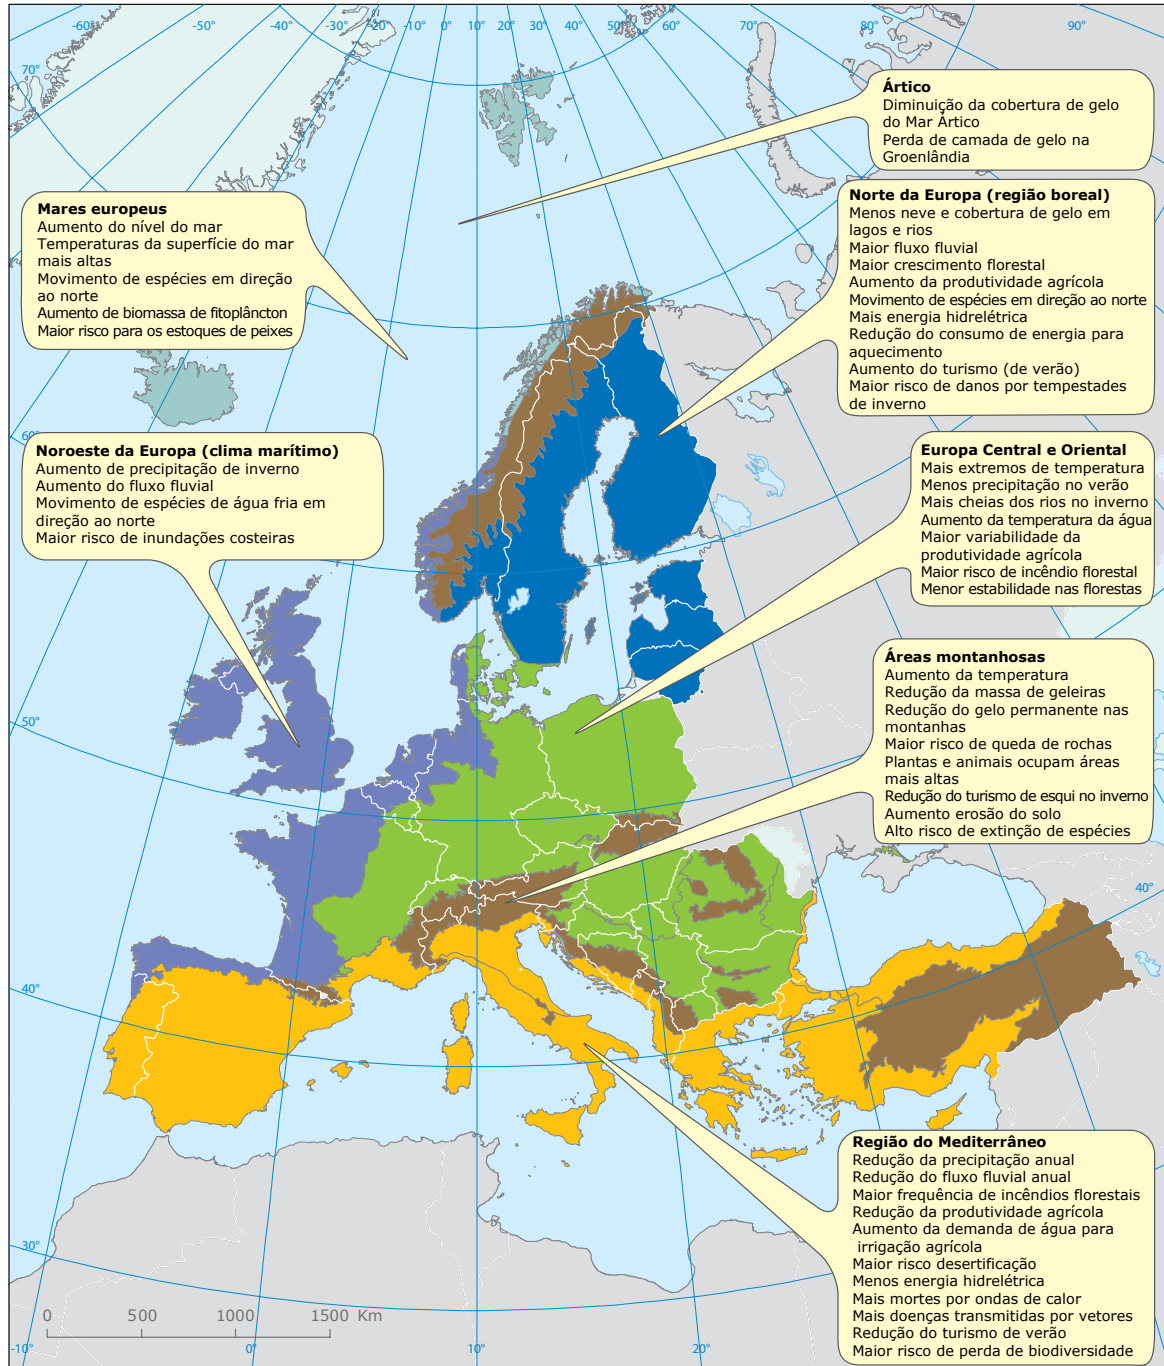 -60°
-50°
-40°
-30°
-20°
-10°
0°
10°
20°
30°
40°
50°
60°
70°
80°
90°
70°
Ártico
Diminuição da cobertura de gelo
do Mar Ártico
Perda de camada de gelo na
Groenlândia
Mares europeus
Aumento do nível do mar
Temperaturas da superfície do mar
mais altas
Movimento de espécies em direção
ao norte
Aumento de biomassa de fitoplâncton
Maior risco para os estoques de peixes
Norte da Europa (região boreal)
Menos neve e cobertura de gelo em
lagos e rios
Maior fluxo fluvial
Maior crescimento florestal
Aumento da produtividade agrícola
Movimento de espécies em direção ao norte
Mais energia hidrelétrica
Redução do consumo de energia para
aquecimento
Aumento do turismo (de verão)
Maior risco de danos por tempestades
de inverno
60°
Noroeste da Europa (clima marítimo)
Aumento de precipitação de inverno
Aumento do fluxo fluvial
Movimento de espécies de água fria em
direção ao norte
Maior risco de inundações costeiras
Europa Central e Oriental
Mais extremos de temperatura
Menos precipitação no verão
Mais cheias dos rios no inverno
Aumento da temperatura da água
Maior variabilidade da
produtividade agrícola
Maior risco de incêndio florestal
Menor estabilidade nas florestas
50°
Áreas montanhosas
Aumento da temperatura
Redução da massa de geleiras
Redução do gelo permanente nas
montanhas
Maior risco de queda de rochas
Plantas e animais ocupam áreas
mais altas
Redução do turismo de esqui no inverno
Aumento erosão do solo
Alto risco de extinção de espécies
40°
40°
Região do Mediterrâneo
Redução da precipitação anual
Redução do fluxo fluvial anual
Maior frequência de incêndios florestais
Redução da produtividade agrícola
Aumento da demanda de água para
irrigação agrícola
Maior risco desertificação
Menos energia hidrelétrica
Mais mortes por ondas de calor
Mais doenças transmitidas por vetores
Redução do turismo de verão
Maior risco de perda de biodiversidade
30°
0 500 1000 1500 Km
-10°
0°
10°
20°